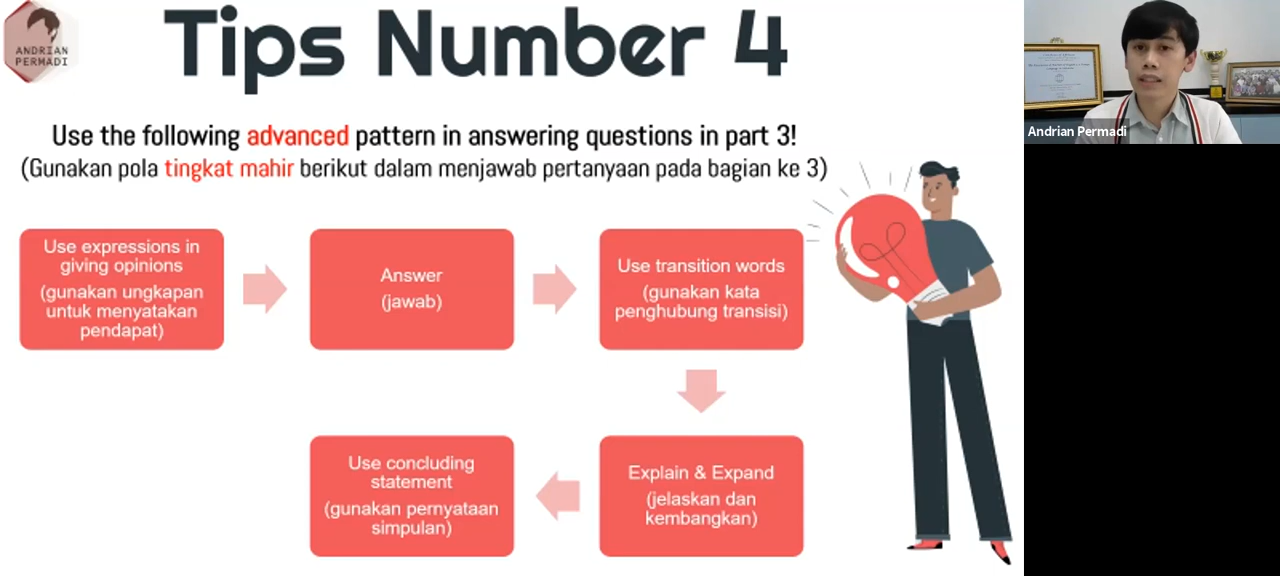 ANDRIAN
PERMADI
Tips Number 4
Use the following advanced pattern in answering questions in part 3!
(Gunakan pola tingkat mahir berikut dalam menjawab pertanyaan pada bagian ke 3)
Use expressions in
giving opinions
(gunakan ungkapan
untuk menyatakan
pendapat)
Answer
(jawab)
Use transition words
(gunakan kata
penghubung transisi)
Explain & Expand
(jelaskan dan
kembangkan)
Use concluding
statement
(gunakan pernyataan
simpulan)
Andrian Permadi